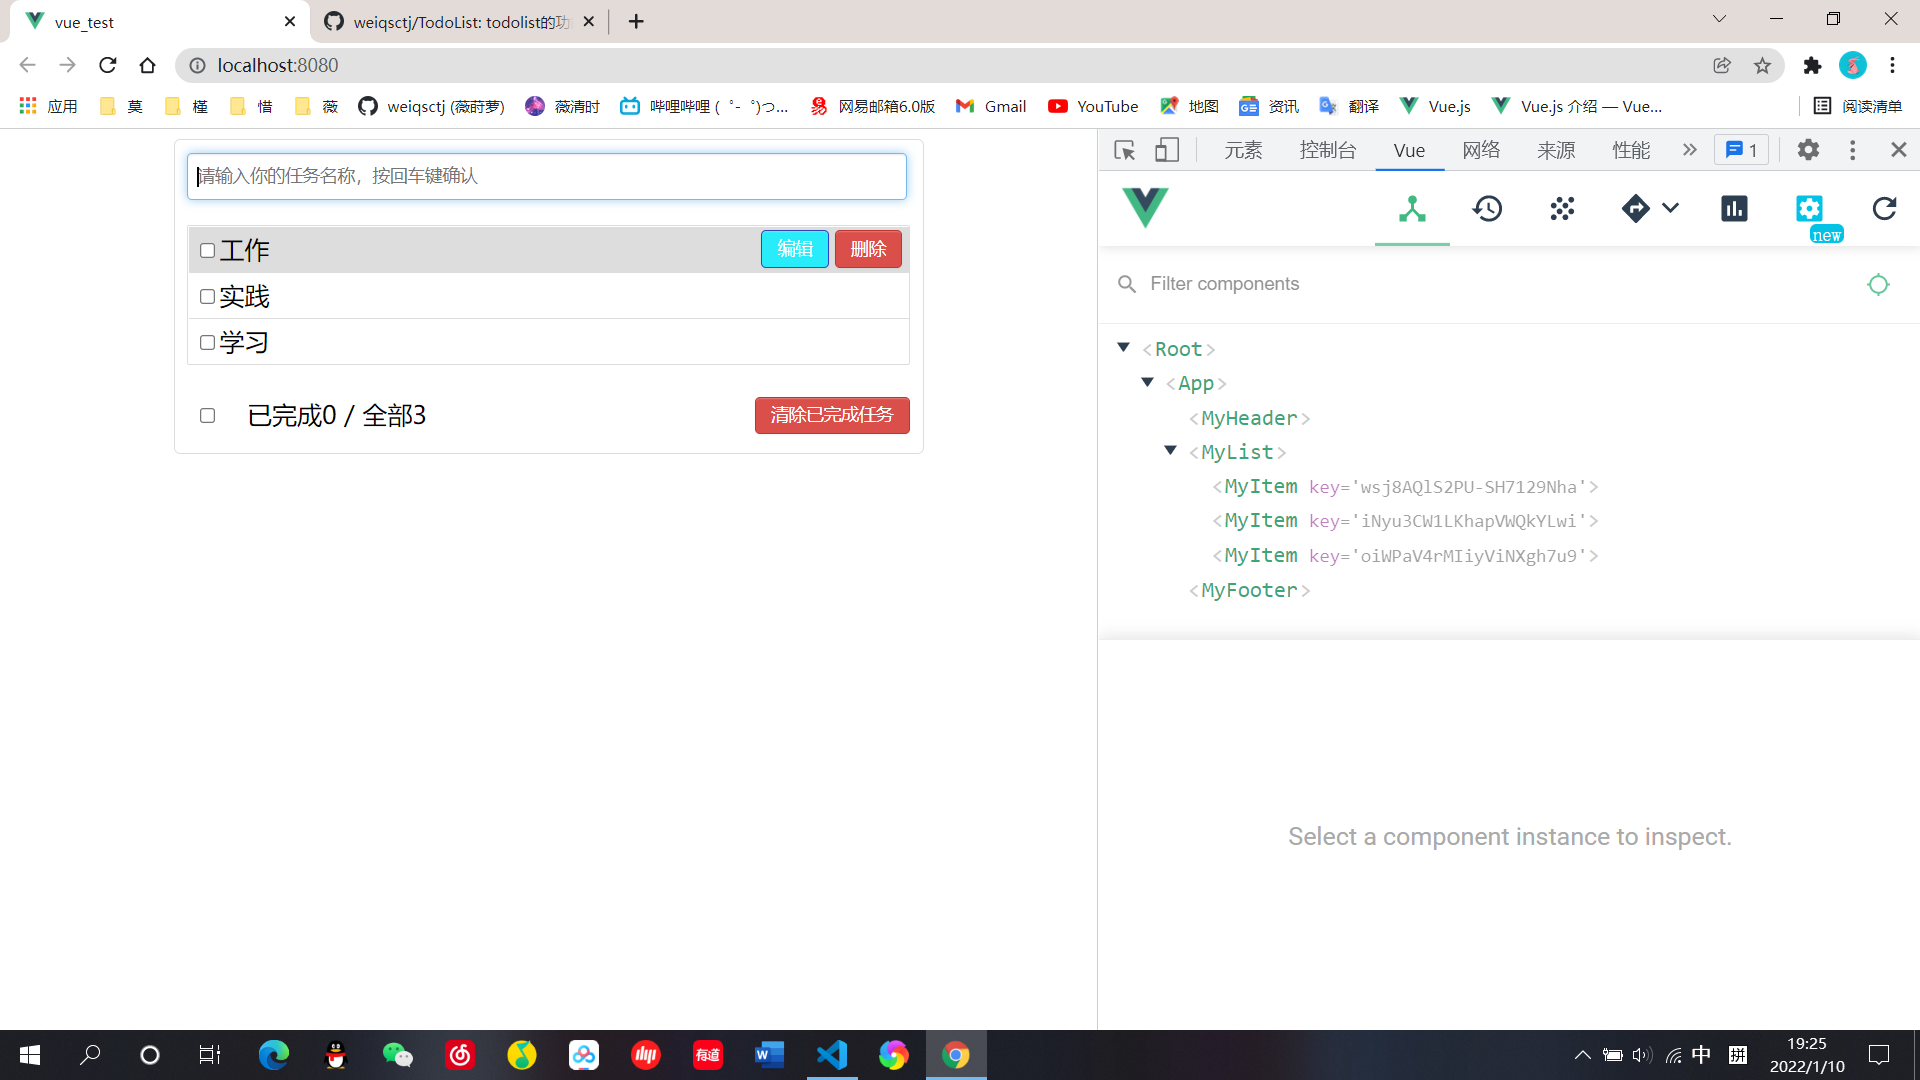 vue_test
weiqsctj/TodoList: todolist的功
localhost:8080
应用
莫
槿
惜
薇
weiqsctj (薇莳萝)
薇清时
哔哩哔哩 (゜-゜)つ...
网易邮箱6.0版
Gmail
YouTube
地图
资讯
翻译
Vue.js
Vue.js 介绍 — Vue...
阅读清单
请输入你的任务名称，按回车键确认
工作
编辑
删除
实践
学习
已完成0 / 全部3
清除已完成任务
元素
控制台
Vue
网络
来源
性能
1
new
Filter components
<Root>
<App>
<MyHeader>
<MyList>
<MyItem key='wsj8AQlS2PU-SH7129Nha'>
<MyItem key='iNyu3CW1LKhapVWQkYLwi'>
<MyItem key='oiWPaV4rMIiyViNXgh7u9'>
<MyFooter>
Select a component instance to inspect.
有道
中
拼
19:25
2022/1/10